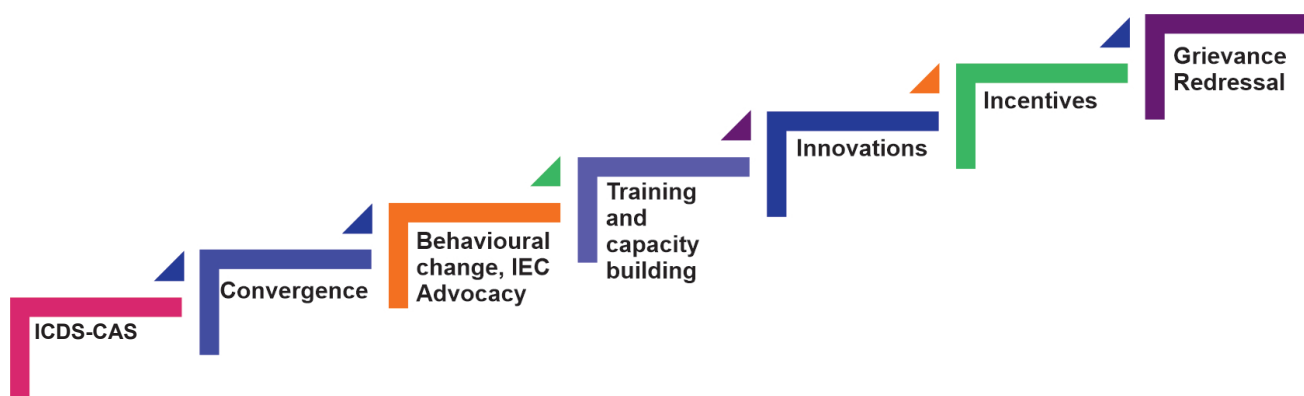 ICDS-CAS
Convergence
Behavioural
change, IEC
Advocacy
Training
and
capacity
building
Innovations
Incentives
Grievance
Redressal